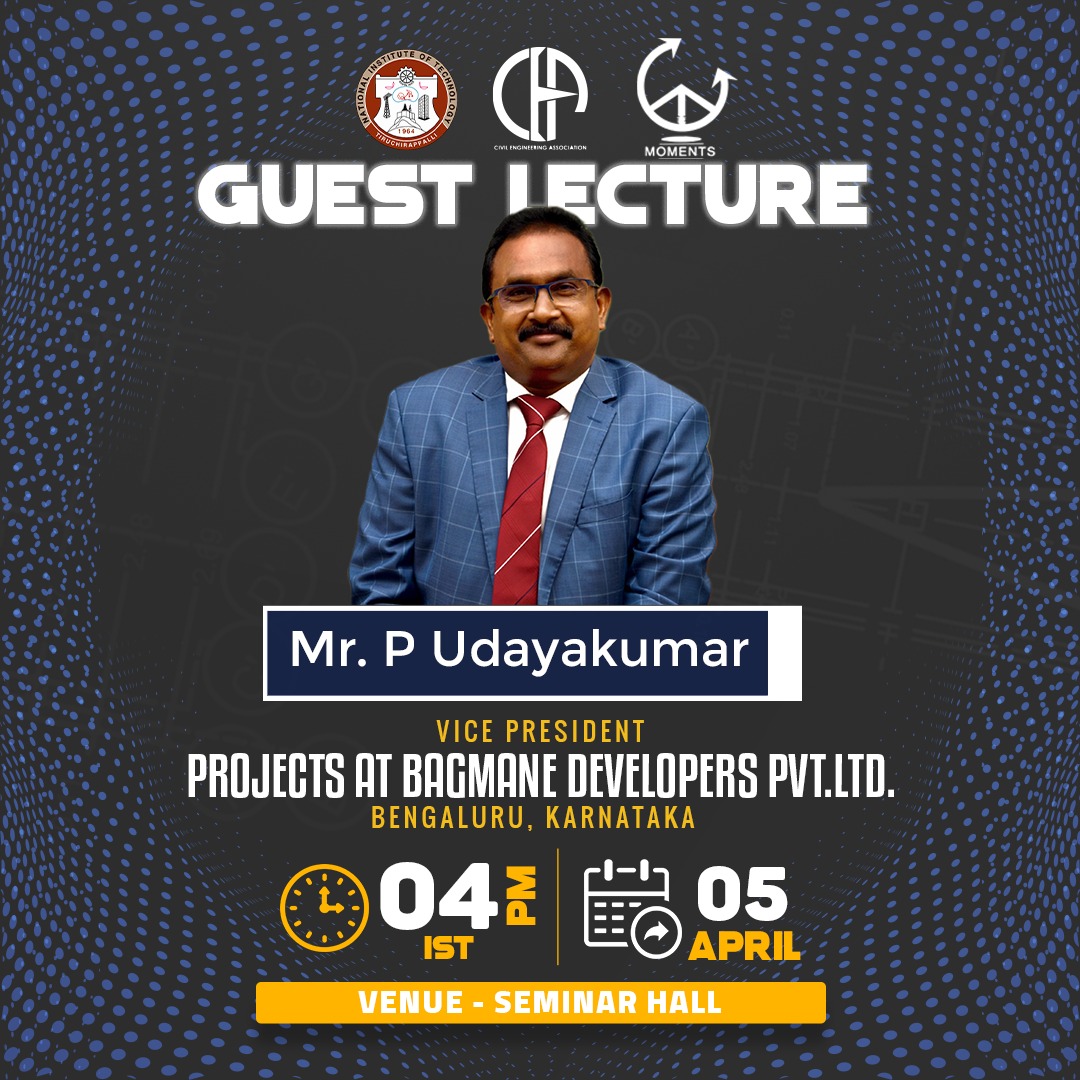 NATIONAL INSTITUTE OF TECHNOLOGY
1964
TIRUCHIRAPPALLI
CIVIL ENGINEERING ASSOCIATION
MOMENTS
GUEST LECTURE
Mr. P Udayakumar
VICE PRESIDENT
PROJECTS AT BAGMANE DEVELOPERS PVT.LTD.
BENGALURU, KARNATAKA
04 PM
IST
05
APRIL
VENUE - SEMINAR HALL